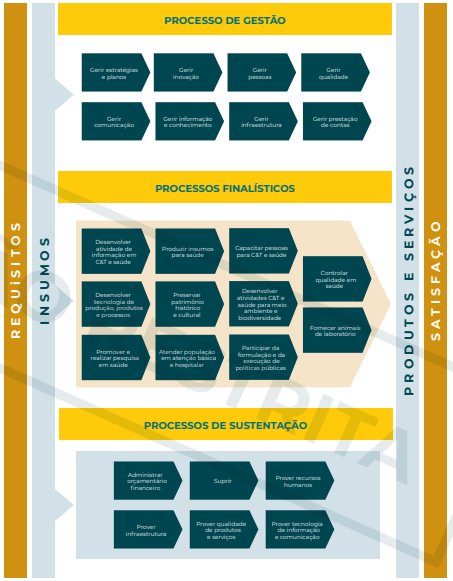 REQUISITOS
INSUMOS
PROCESSO DE GESTÃO
Gerir estratégias
e planos
Gerir
inovação
Gerir
pessoas
Gerir
qualidade
Gerir
comunicação
Gerir informação
e conhecimento
Gerir
infraestrutura
Gerir prestação
de contas
PROCESSOS FINALÍSTICOS
Desenvolver
atividade de
informação em
C&T e saúde
Produzir insumos
para saúde
Capacitar pessoas
para C&T e saúde
Desenvolver
tecnologia de
produção, produtos
e processos
Preservar
patrimônio
histórico
e cultural
Desenvolver
atividades C&T e
saúde para meio
ambiente e
biodiversidade
Controlar
qualidade em
saúde
Fornecer animais
de laboratório
Promover e
realizar pesquisa
em saúde
Atender população
em atenção básica
e hospitalar
Participar da
formulação e da
execução de
políticas públicas
PROCESSOS DE SUSTENTAÇÃO
Administrar
orçamentário
financeiro
Suprir
Prover recursos
humanos
Prover
infraestrutura
Prover qualidade
de produtos
e serviços
Prover tecnologia
de informação
e comunicação
PRODUTOS E SERVIÇOS
SATISFAÇÃO